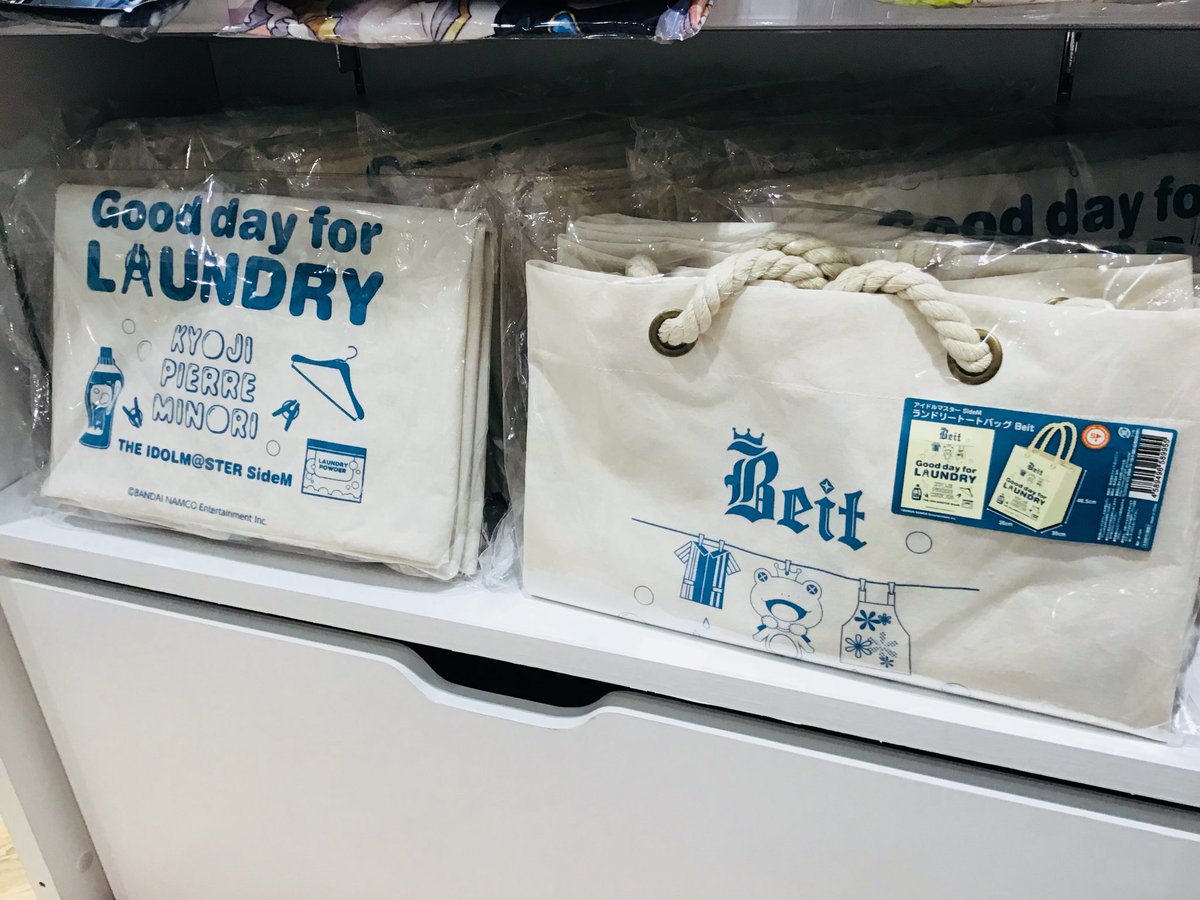 Good day for
LAUNDRY
KYOJI
PIERRE
MINORI
THE IDOLM@STER SideM
LAUNDRY
POWDER
©BANDAI NAMCO Entertainment Inc.
Good day fo
Beit
アイドルマスター SideM
ランドリートートバッグ Beit
Beit
Good day for
LAUNDRY
Beit
Good day for
LAUNDRY